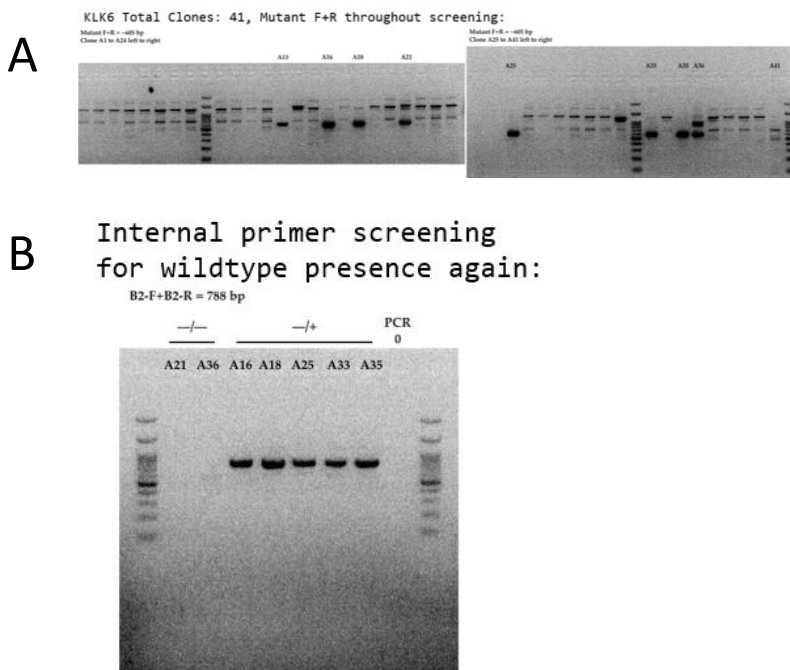 KLK6 Total Clones: 41, Mutant F+R throughout screening:
A
Mutant F+R = ~605 bp
Clone A1 to A24 left to right
A13 A16 A18 A21
Mutant F+R = ~605 bp
Clone A25 to A41 left to right
A25 A33 A35 A36 A41
B
Internal primer screening
for wildtype presence again:
B2-F+B2-R = 788 bp
—/— —/+ PCR
0
A21 A36 A16 A18 A25 A33 A35